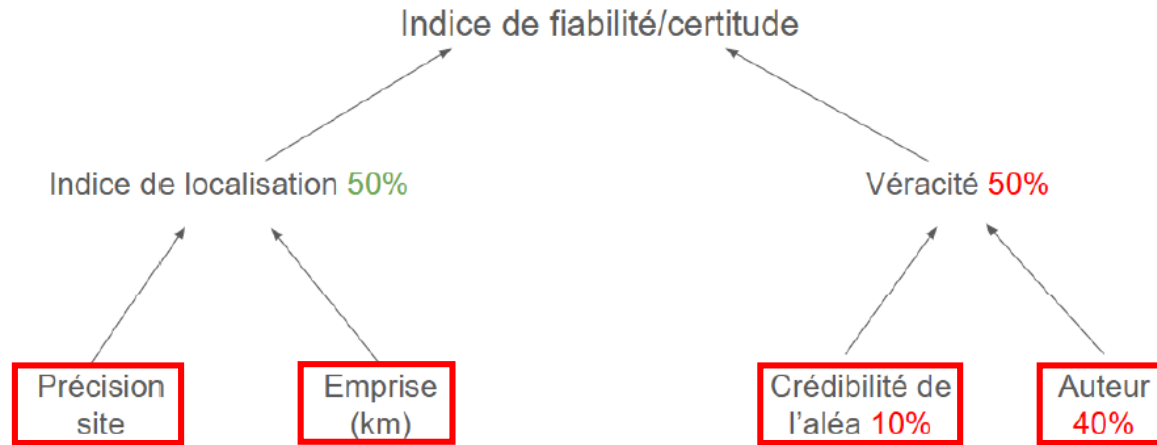 Indice de fiabilité/certitude
Indice de localisation 50%
Véracité 50%
Précision
site
Emprise
(km)
Crédibilité de
l'aléa 10%
Auteur
40%